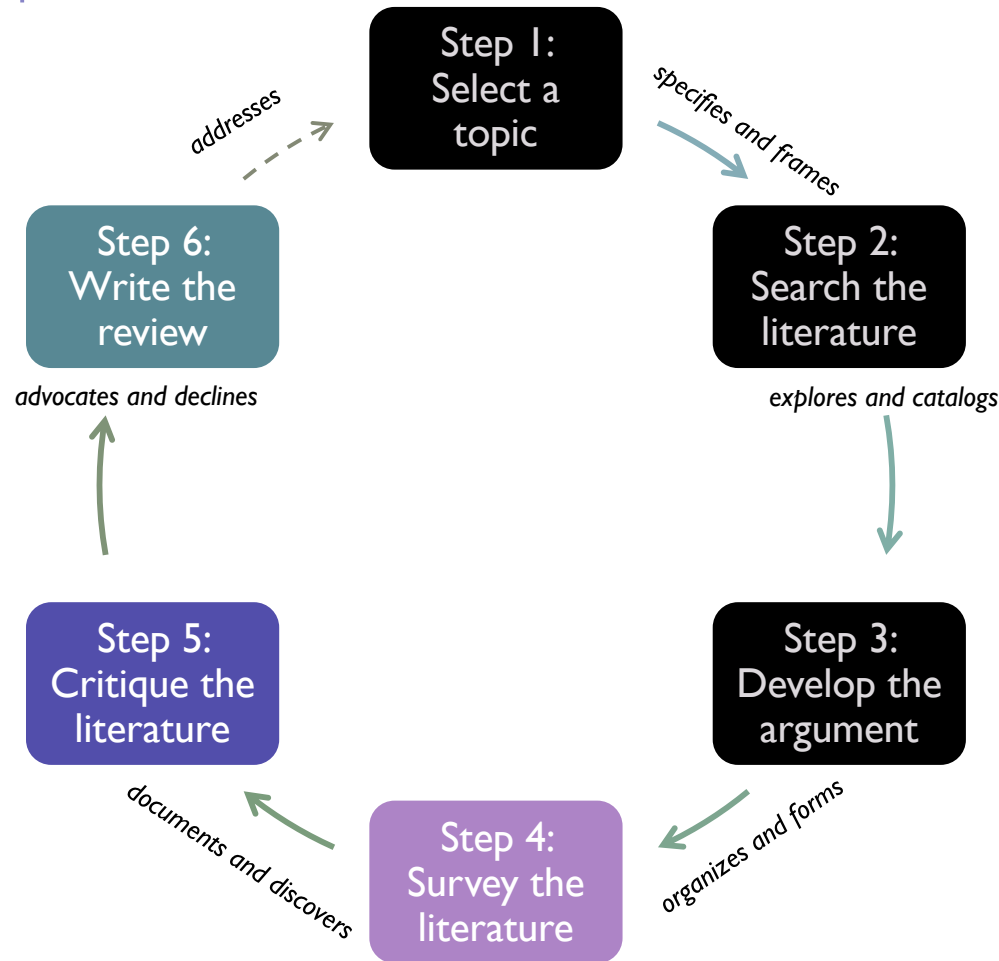 Step 1:
Select a
topic
specifies and frames
Step 2:
Search the
literature
explores and catalogs
Step 3:
Develop the
argument
organizes and forms
Step 4:
Survey the
literature
documents and discovers
Step 5:
Critique the
literature
advocates and declines
Step 6:
Write the
review
addresses